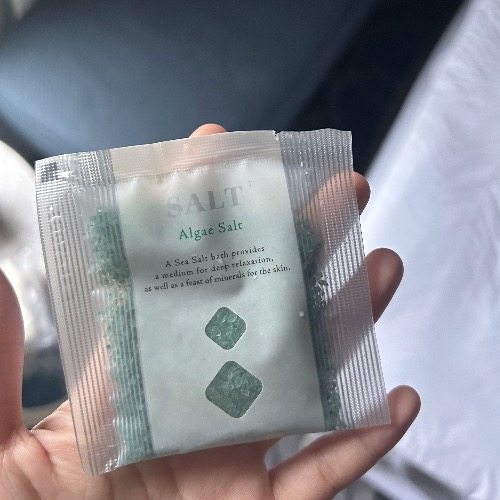 SALT
Algae Salt
A Sea Salt bath provides
a medium for deep relaxation,
as well as a feast of minerals for the skin.